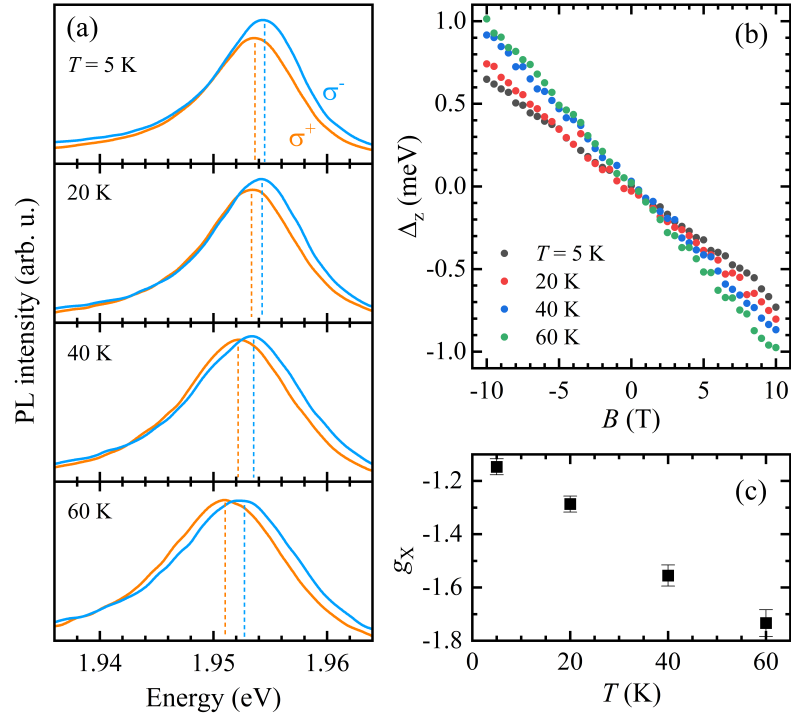 (a)
T = 5 K
σ-
σ+
20 K
40 K
60 K
PL intensity (arb. u.)
1.94 1.95 1.96
Energy (eV)
(b)
1.0
0.5
0.0
-0.5
-1.0
Δz (meV)
T = 5 K
20 K
40 K
60 K
-10 -5 0 5 10
B (T)
(c)
-1.2
-1.4
-1.6
-1.8
gX
0 20 40 60
T (K)